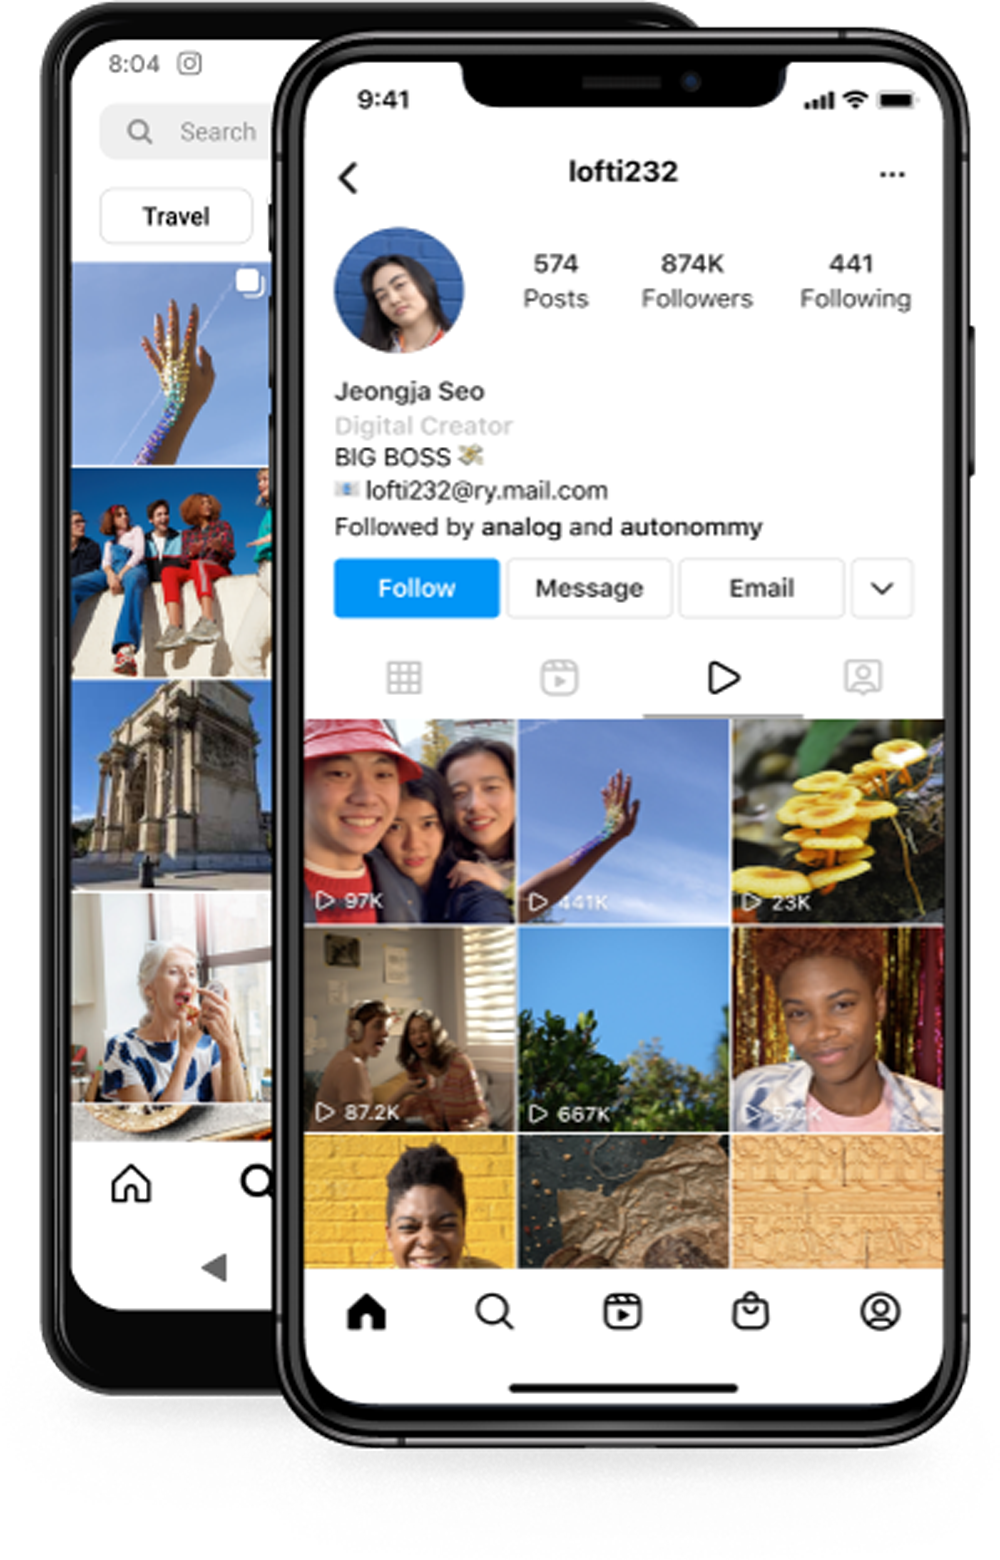 8:04
Search
Travel
9:41
lofti232
...
574 874K 441
Posts Followers Following
Jeongja Seo
Digital Creator
BIG BOSS 💸
📧 lofti232@ry.mail.com
Followed by analog and autonommy
Follow Message Email
97K 441K 23K
87.2K 667K 574K